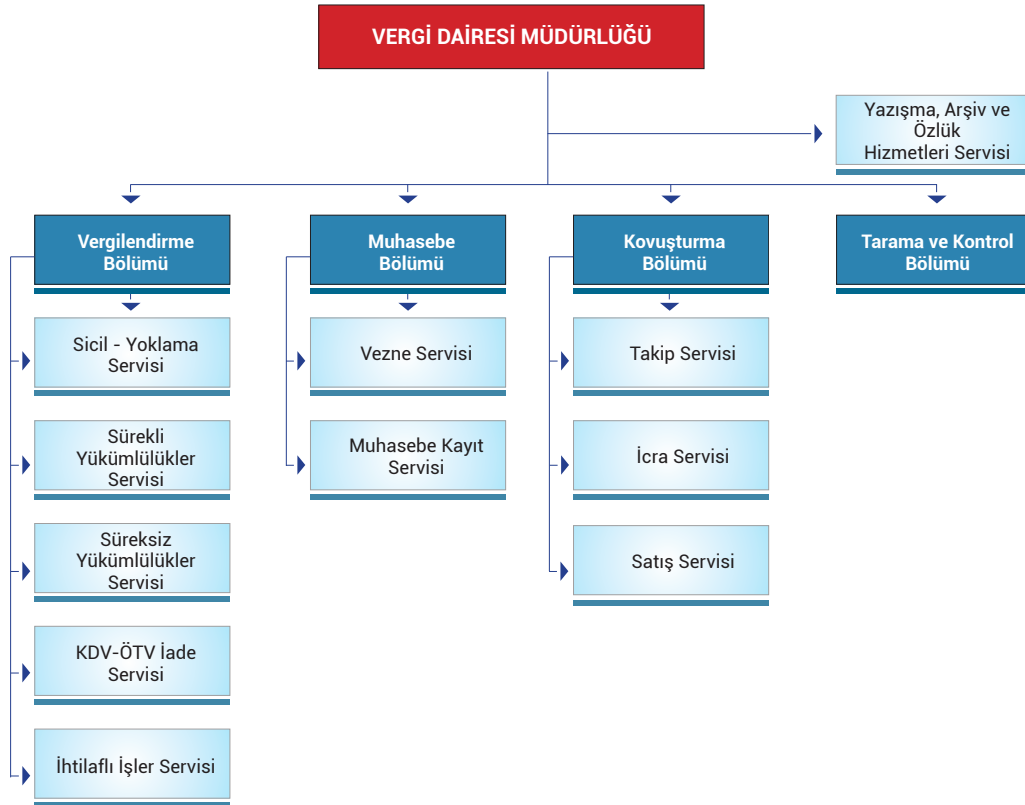 VERGİ DAİRESİ MÜDÜRLÜĞÜ
Yazışma, Arşiv ve
Özlük
Hizmetleri Servisi
Vergilendirme
Bölümü
Muhasebe
Bölümü
Kovuşturma
Bölümü
Tarama ve Kontrol
Bölümü
Sicil - Yoklama
Servisi
Vezne Servisi
Takip Servisi
Sürekli
Yükümlülükler
Servisi
Muhasebe Kayıt
Servisi
İcra Servisi
Süreksiz
Yükümlülükler
Servisi
Satış Servisi
KDV-ÖTV İade
Servisi
İhtilaflı İşler Servisi